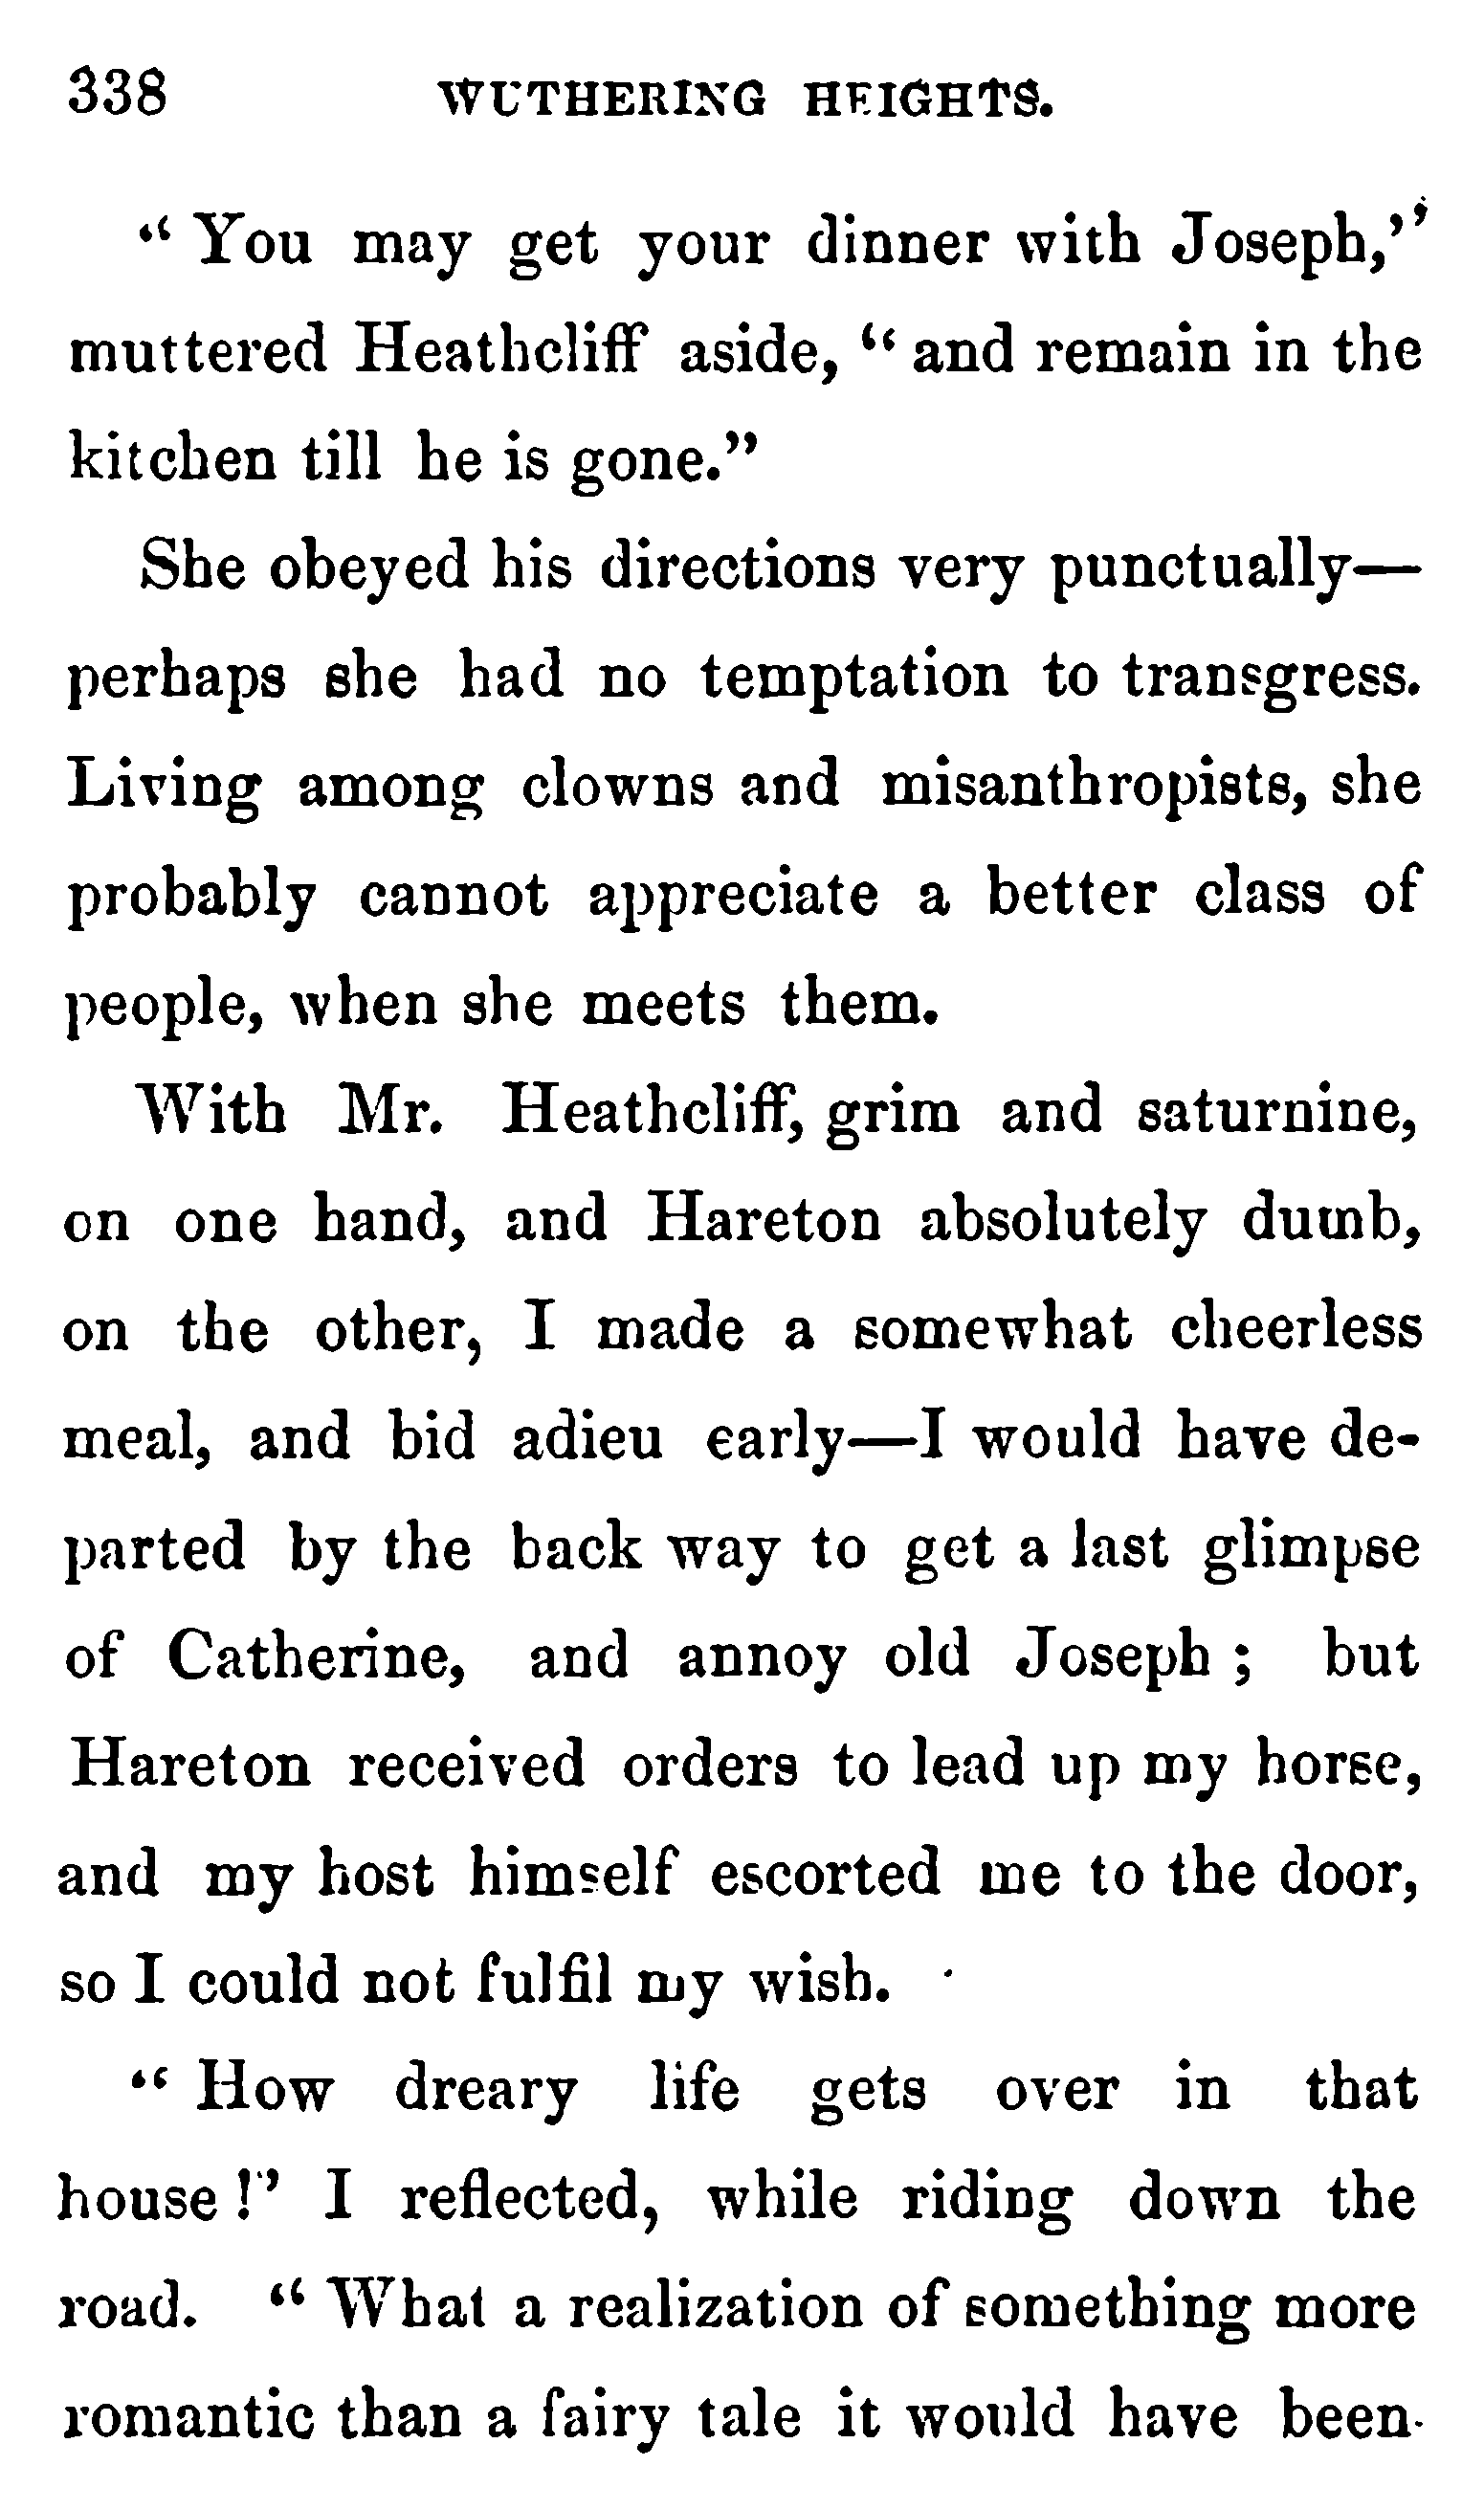 338 WUTHERING HEIGHTS.
“ You may get your dinner with Joseph,”
muttered Heathcliff aside, “ and remain in the
kitchen till he is gone.”
She obeyed his directions very punctually—
perhaps she had no temptation to transgress.
Living among clowns and misanthropists, she
probably cannot appreciate a better class of
people, when she meets them.
With Mr. Heathcliff, grim and saturnine,
on one hand, and Hareton absolutely dumb,
on the other, I made a somewhat cheerless
meal, and bid adieu early—I would have de-
parted by the back way to get a last glimpse
of Catherine, and annoy old Joseph ; but
Hareton received orders to lead up my horse,
and my host himself escorted me to the door,
so I could not fulfil my wish.
“ How dreary life gets over in that
house !” I reflected, while riding down the
road. “ What a realization of something more
romantic than a fairy tale it would have been